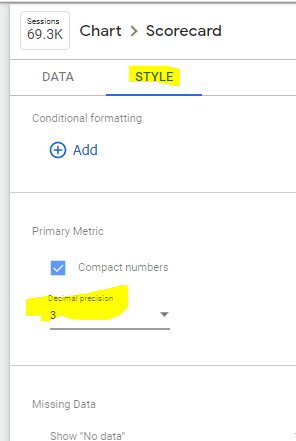 Sessions
69.3K
Chart > Scorecard
DATA
STYLE
Conditional formatting
Add
Primary Metric
Compact numbers
Decimal precision
3
Missing Data
Show "No data"